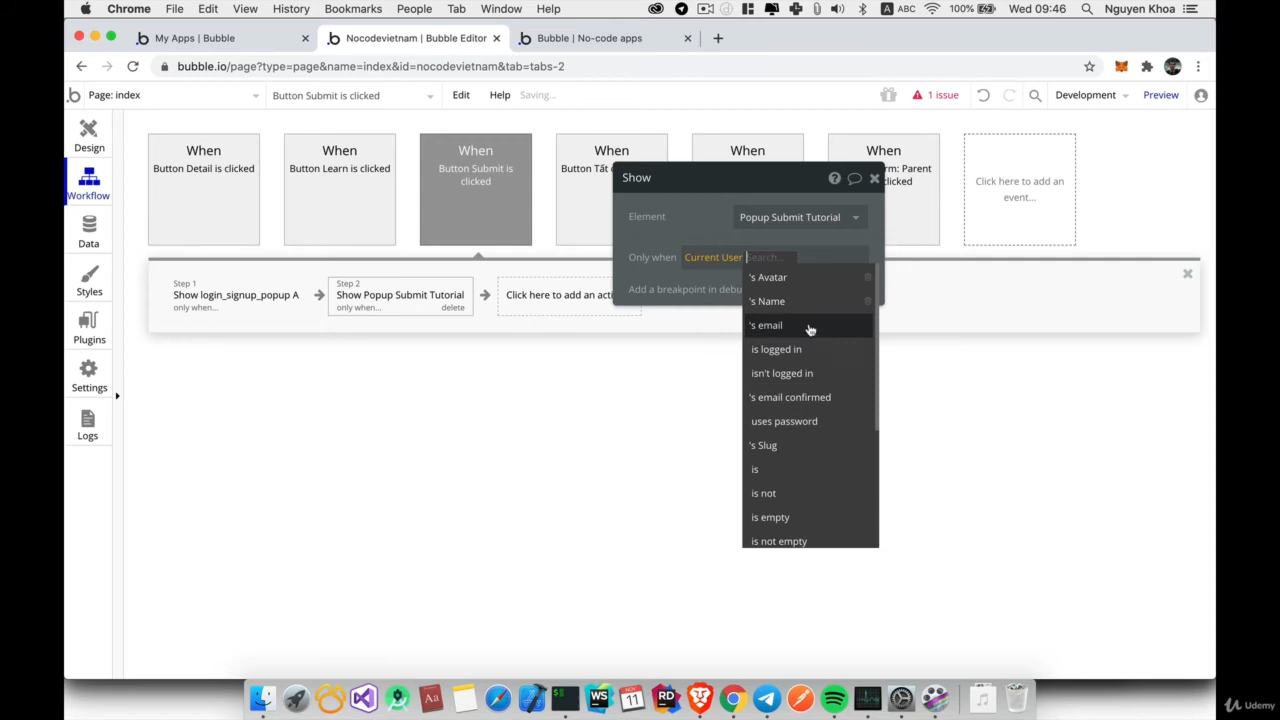 Chrome File Edit View History Bookmarks People Tab Window Help
ABC 100% Wed 09:46 Nguyen Khoa
My Apps | Bubble
Nocodevietnam | Bubble Editor
Bubble | No-code apps
bubble.io/page?type=page&name=index&id=nocodevietnam&tab=tabs-2
Page: index
Button Submit is clicked
Edit
Help
Saving...
1 issue
Development
Preview
Design
Workflow
Data
Styles
Plugins
Settings
Logs
When
Button Detail is clicked
When
Button Learn is clicked
When
Button Submit is
clicked
When
Button Tất
When
When
rm: Parent
clicked
Click here to add an
event...
Step 1
Show login_signup_popup A
only when...
Step 2
Show Popup Submit Tutorial
only when...
delete
Click here to add an acti
Show
Element
Popup Submit Tutorial
Only when
Current User
Search...
Add a breakpoint in debu
's Avatar
's Name
's email
is logged in
isn't logged in
's email confirmed
uses password
's Slug
is
is not
is empty
is not empty
Udemy